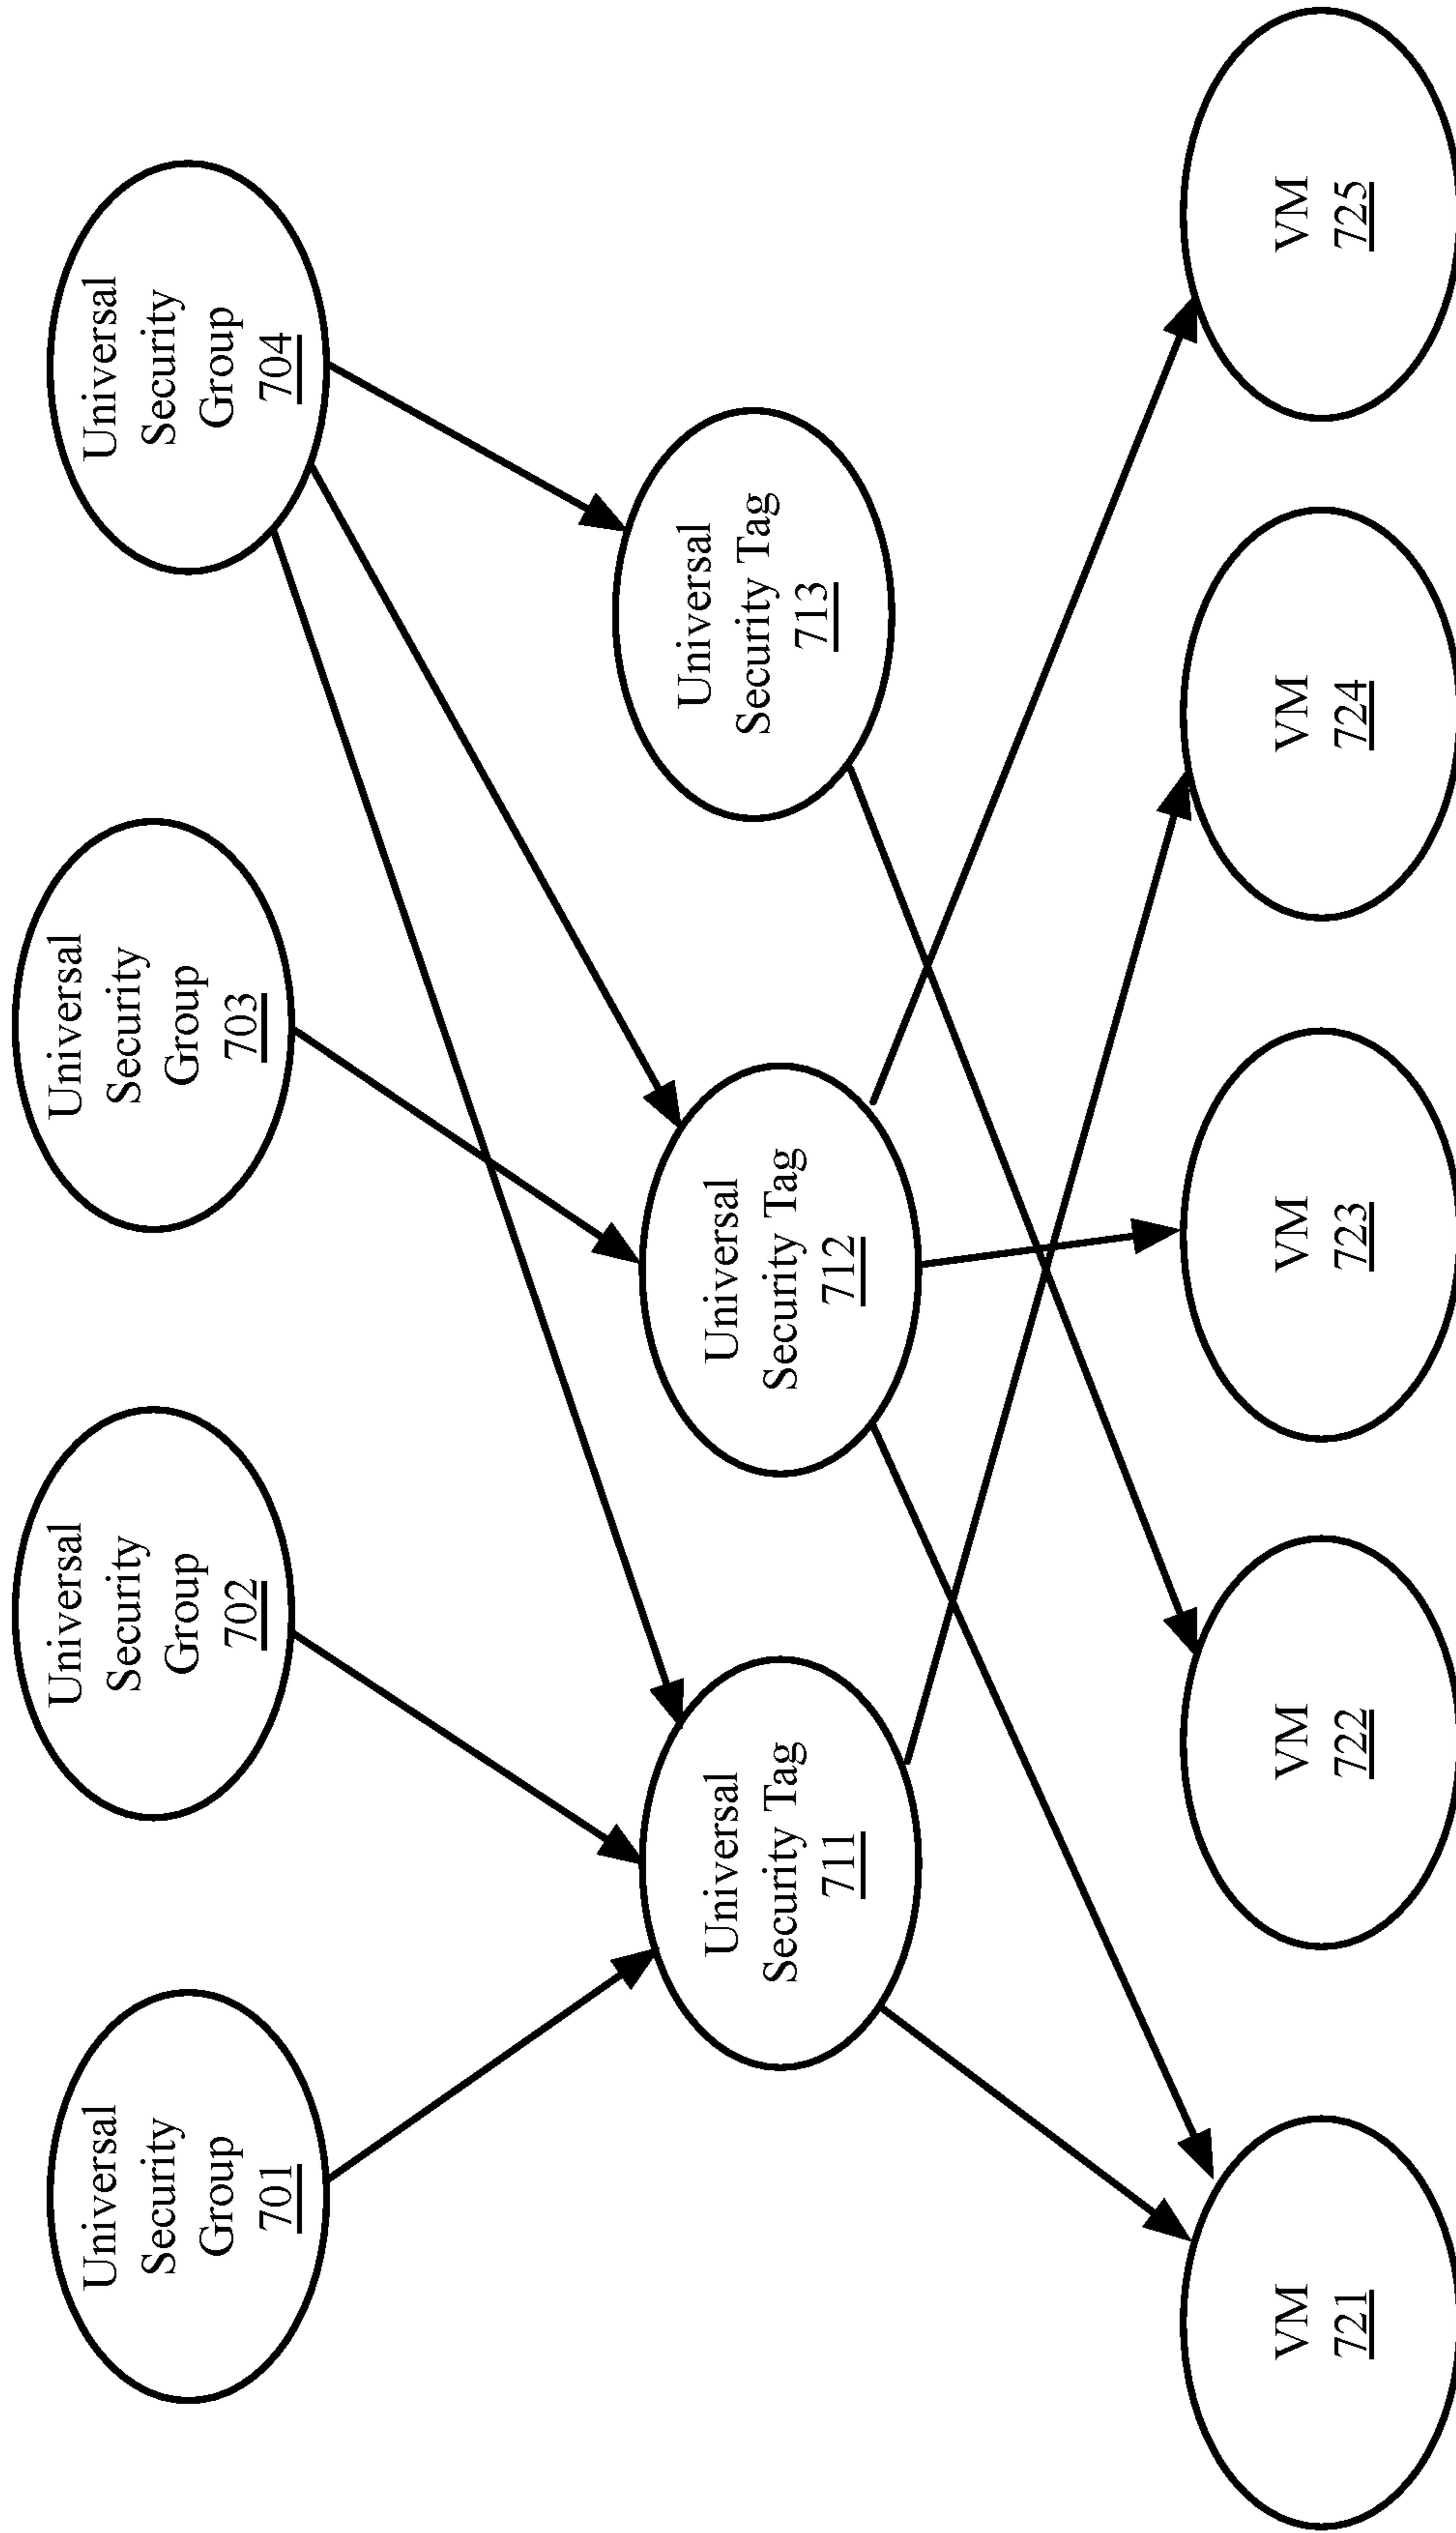 Universal
Security
Group
701
Universal
Security
Group
702
Universal
Security
Group
703
Universal
Security
Group
704
Universal
Security Tag
711
Universal
Security Tag
712
Universal
Security Tag
713
VM
721
VM
722
VM
723
VM
724
VM
725